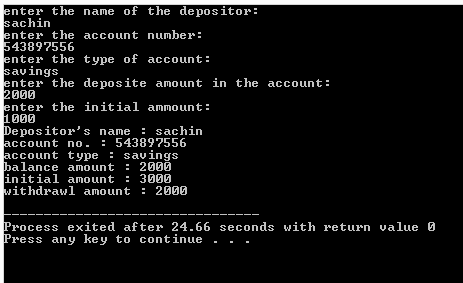 enter the name of the depositor:
sachin
enter the account number:
543897556
enter the type of account:
savings
enter the deposite amount in the account:
2000
enter the initial ammount:
1000
Depositor's name : sachin
account no. : 543897556
account type : savings
balance amount : 2000
initial amount : 3000
withdrawl amount : 2000
--------------------------------
Process exited after 24.66 seconds with return value 0
Press any key to continue . . .